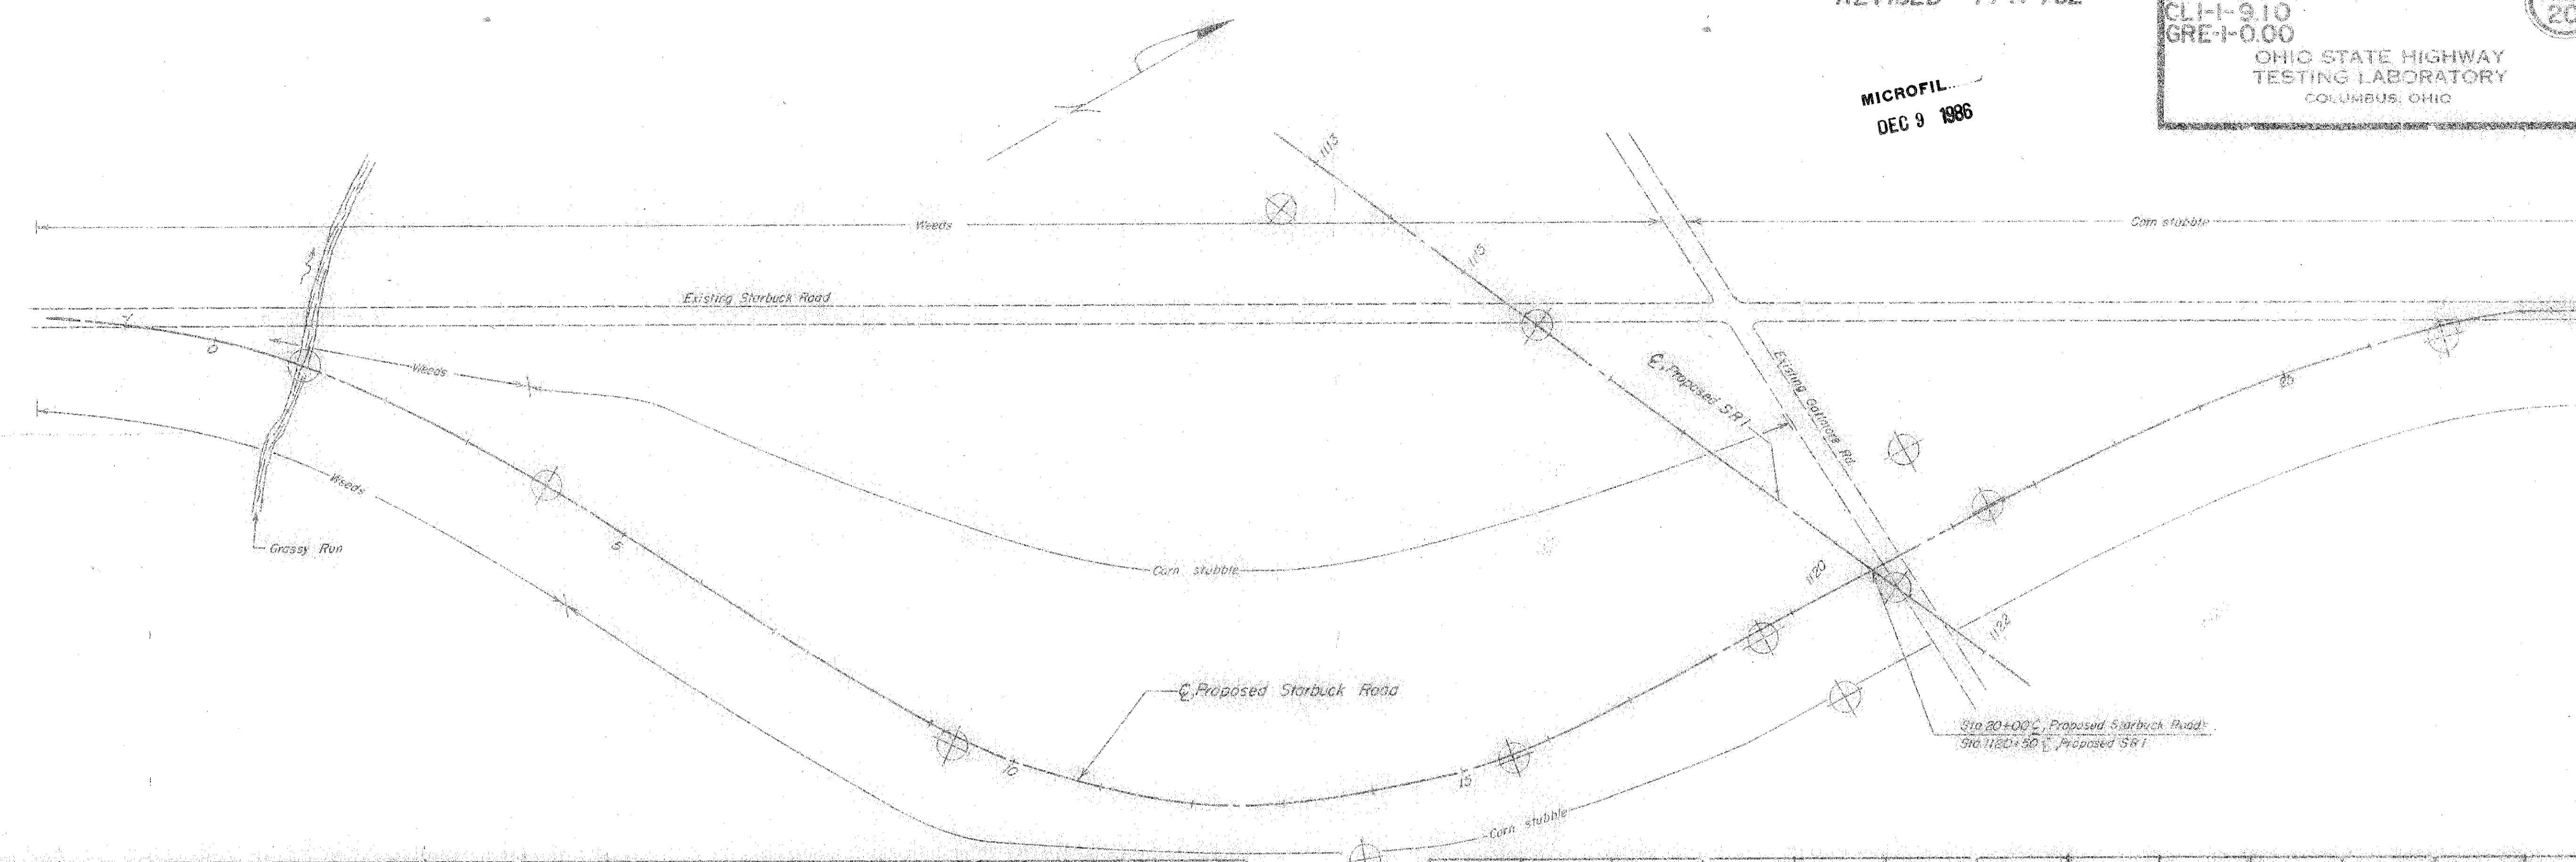 REVISED
CLI-1-9.10
GRE-1-0.00
20
OHIO STATE HIGHWAY
TESTING LABORATORY
COLUMBUS, OHIO
MICROFIL
DEC 9 1986
1113
Weeds
Corn stubble
1115
Existing Starbuck Road
0
Weeds
℄, Proposed S.R.1
Existing Rd.
25
Weeds
5
Grassy Run
Corn stubble
1120
1122
℄, Proposed Starbuck Road
Sta. 20+00 ℄, Proposed Starbuck Road=
Sta. 1120+50 ℄, Proposed S.R.1
10
15
Corn stubble